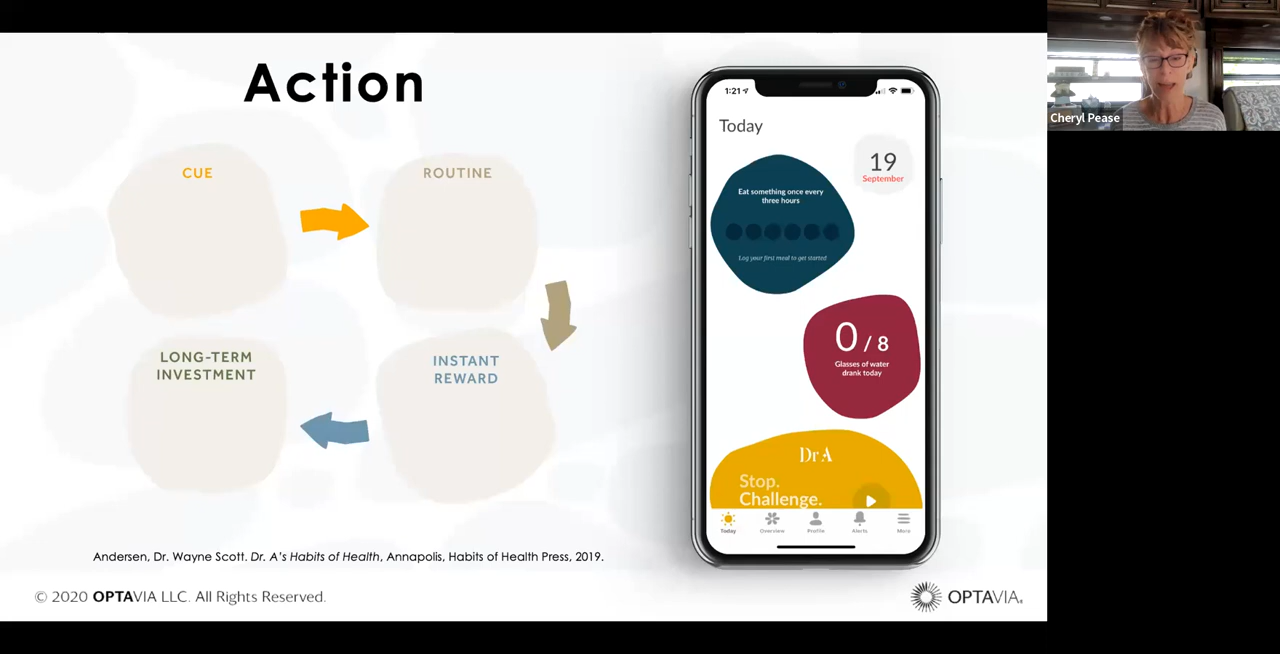 Action
CUE
ROUTINE
LONG-TERM
INVESTMENT
INSTANT
REWARD
Andersen, Dr. Wayne Scott. Dr. A's Habits of Health, Annapolis, Habits of Health Press, 2019.
© 2020 OPTAVIA LLC. All Rights Reserved.
1:21
Today
19
September
Eat something once every
three hours
Log your first meal to get started
0 / 8
Glasses of water
drank today
Dr A
Stop.
Challenge.
Today
Overview
Profile
Alerts
More
OPTAVIA®
Cheryl Pease